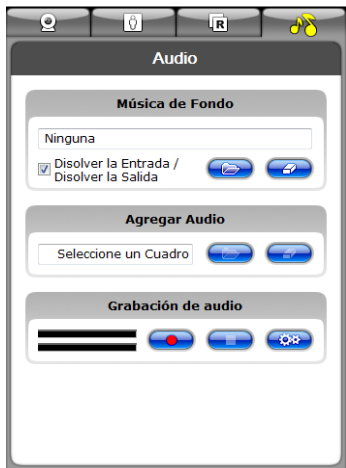 R
Audio
Música de Fondo
Ninguna
Disolver la Entrada /
Disolver la Salida
Agregar Audio
Seleccione un Cuadro
Grabación de audio